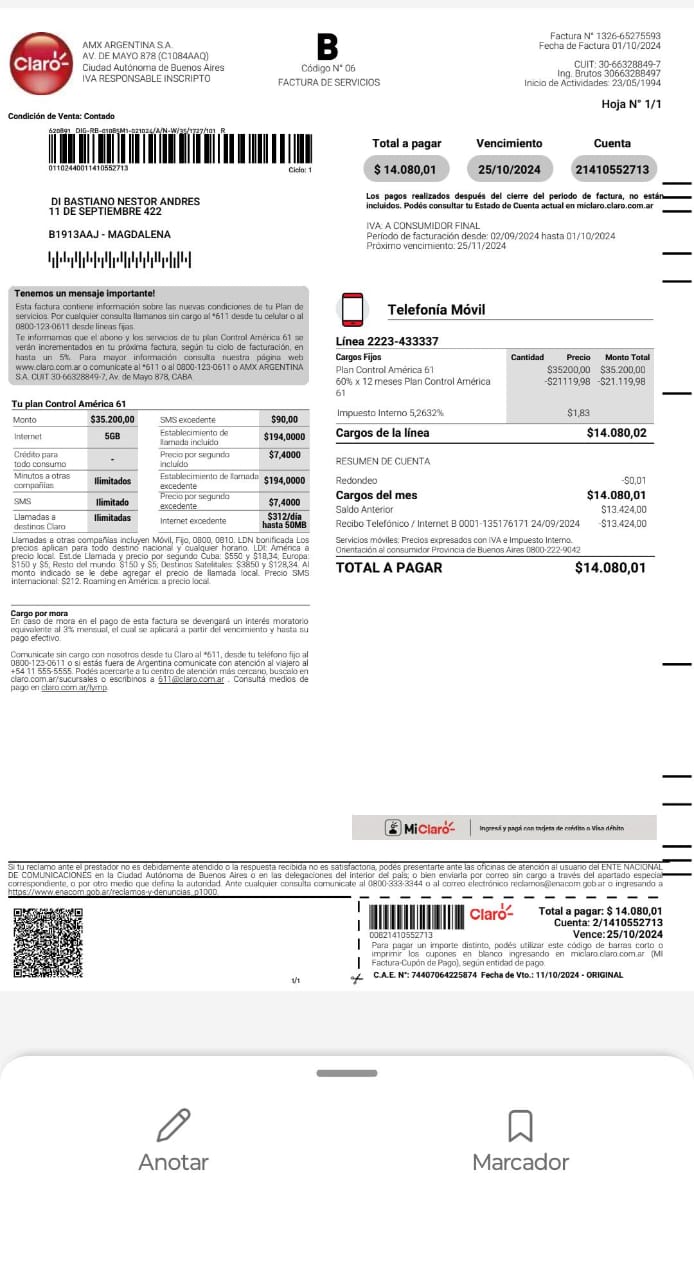 Claro
AMX ARGENTINA S.A.
AV. DE MAYO 878 (C1084AAQ)
Ciudad Autónoma de Buenos Aires
IVA RESPONSABLE INSCRIPTO
B
Código N° 06
FACTURA DE SERVICIOS
Factura N° 1326-65275593
Fecha de Factura 01/10/2024
CUIT: 30-66328849-7
Ing. Brutos 30663288497
Inicio de Actividades: 23/05/1994
Hoja N° 1/1
Condición de Venta: Contado
01102440011410552713
Ciclo: 1
DI BASTIANO NESTOR ANDRES
11 DE SEPTIEMBRE 422
B1913AAJ - MAGDALENA
Total a pagar Vencimiento Cuenta
$ 14.080,01 25/10/2024 21410552713
Los pagos realizados después del cierre del periodo de factura, no están
incluidos. Podés consultar tu Estado de Cuenta actual en miclaro.claro.com.ar
IVA: A CONSUMIDOR FINAL
Período de facturación desde: 02/09/2024 hasta 01/10/2024
Próximo vencimiento: 25/11/2024
Tenemos un mensaje importante!
Esta factura contiene información sobre las nuevas condiciones de tu Plan de
servicios. Por cualquier consulta llamanos sin cargo al *611 desde tu celular o al
0800-123-0611 desde líneas fijas.
Te informamos que el abono y los servicios de tu plan Control América 61 se
verán incrementados en tu próxima factura, según tu ciclo de facturación, en
hasta un 5%. Para mayor información consulta nuestra página web
www.claro.com.ar o comunicate al *611 o al 0800-123-0611 o AMX ARGENTINA
S.A. CUIT 30-66328849-7, Av. de Mayo 878, CABA
Tu plan Control América 61
Monto $35.200,00 SMS excedente $90,00
Internet 5GB Establecimiento de llamada incluído $194,0000
Crédito para todo consumo - Precio por segundo incluído $7,4000
Minutos a otras compañías Ilimitados Establecimiento de llamada excedente $194,0000
SMS Ilimitado Precio por segundo excedente $7,4000
Llamadas a destinos Claro Ilimitadas Internet excedente $312/día hasta 50MB
Llamadas a otras compañías incluyen Móvil, Fijo, 0800, 0810. LDN bonificada Los
precios aplican para todo destino nacional y cualquier horario. LDI: América a
precio local. Est.de Llamada y precio por segundo Cuba: $550 y $18,34; Europa:
$150 y $5; Resto del mundo: $150 y $5, Destinos Satelitales: $3850 y $128,34. Al
monto indicado se le debe agregar el precio de llamada local. Precio SMS
internacional: $212. Roaming en América: a precio local.
Cargo por mora
En caso de mora en el pago de esta factura se devengará un interés moratorio
equivalente al 3% mensual, el cual se aplicará a partir del vencimiento y hasta su
pago efectivo.
Comunicate sin cargo con nosotros desde tu Claro al *611, desde tu teléfono fijo al
0800-123-0611 o si estás fuera de Argentina comunicate con atención al viajero al
+54 11 555-5555. Podés acercarte a tu centro de atención más cercano, buscalo en
claro.com.ar/sucursales o escribinos a 611@claro.com.ar . Consultá medios de
pago en claro.com.ar/lymp.
Telefonía Móvil
Línea 2223-433337
Cargos Fijos Cantidad Precio Monto Total
Plan Control América 61 $35200,00 $35.200,00
60% x 12 meses Plan Control América -$21119,98 -$21.119,98
61
Impuesto Interno 5,2632% $1,83
Cargos de la línea $14.080,02
RESUMEN DE CUENTA
Redondeo -$0,01
Cargos del mes $14.080,01
Saldo Anterior $13.424,00
Recibo Telefónico / Internet B 0001-135176171 24/09/2024 -$13.424,00
Servicios móviles: Precios expresados con IVA e Impuesto Interno.
Orientación al consumidor Provincia de Buenos Aires 0800-222-9042
TOTAL A PAGAR $14.080,01
MiClaro Ingresá y pagá con tarjeta de crédito o Visa débito
Si tu reclamo ante el prestador no es debidamente atendido o la respuesta recibida no es satisfactoria, podés presentarte ante las oficinas de atención al usuario del ENTE NACIONAL
DE COMUNICACIONES en la Ciudad Autónoma de Buenos Aires o en las delegaciones del interior del país; o bien enviarla por correo sin cargo a través del apartado especial
correspondiente, o por otro medio que defina la autoridad. Ante cualquier consulta comunicate al 0800-333-3344 o al correo electrónico reclamos@enacom.gob.ar o ingresando a
https://www.enacom.gob.ar/reclamos-y-denuncias_p1000.
00821410552713
Claro
Total a pagar: $ 14.080,01
Cuenta: 2/1410552713
Vence: 25/10/2024
Para pagar un importe distinto, podés utilizar este código de barras corto o
imprimir los cupones en blanco ingresando en miclaro.claro.com.ar (MI
Factura-Cupón de Pago), según entidad de pago.
C.A.E. N°: 74407064225874 Fecha de Vto.: 11/10/2024 - ORIGINAL
1/1
Anotar
Marcador